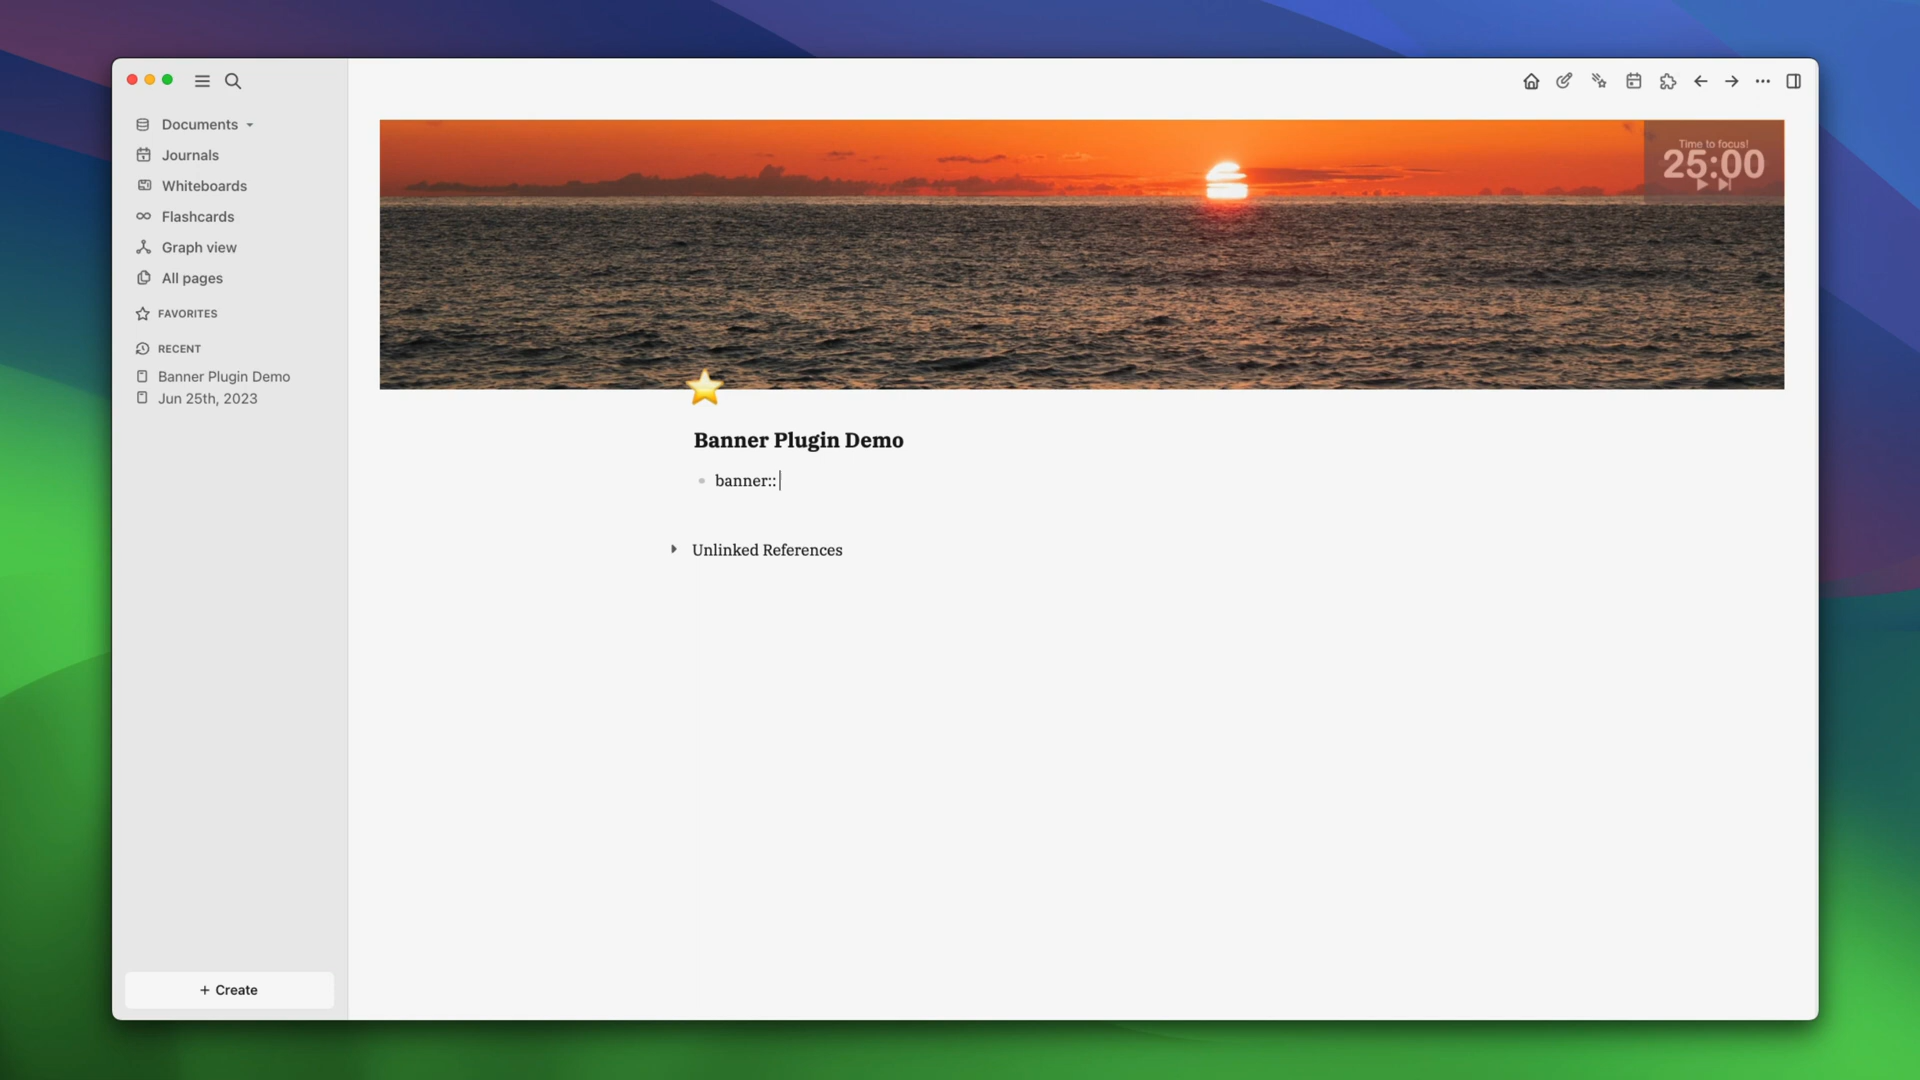 Documents
Journals
Whiteboards
Flashcards
Graph view
All pages
FAVORITES
RECENT
Banner Plugin Demo
Jun 25th, 2023
+ Create
Time to focus!
25:00
Banner Plugin Demo
banner::
Unlinked References